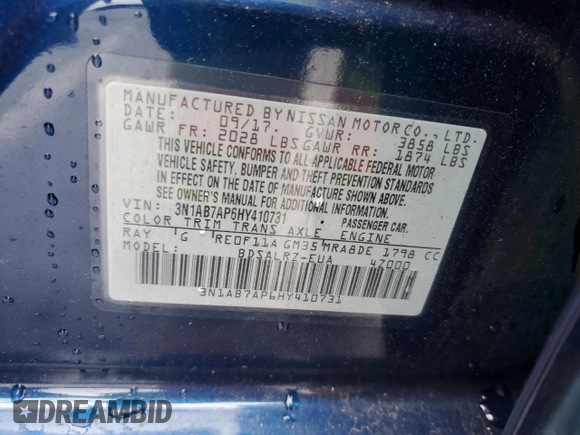 MANUFACTURED BY NISSAN MOTOR CO., LTD.
DATE: 09/17. GVWR: 3858 LBS
GAWR FR: 2028 LBS GAWR RR: 1874 LBS
THIS VEHICLE CONFORMS TO ALL APPLICABLE FEDERAL MOTOR
VEHICLE SAFETY, BUMPER AND THEFT PREVENTION STANDARDS
IN EFFECT ON THE DATE OF MANUFACTURE SHOWN ABOVE.
SEE OWNER'S MANUAL FOR ADDITIONAL INFORMATION
VIN: 3N1AB7AP6HY410731 PASSENGER CAR.
COLOR TRIM TRANS AXLE ENGINE
RAY G RE0F11A GM35 MRA8DE 1798 CC
MODEL: BDSALRZ-EUA 47000
3N1AB7AP6HY410731
DREAMBID